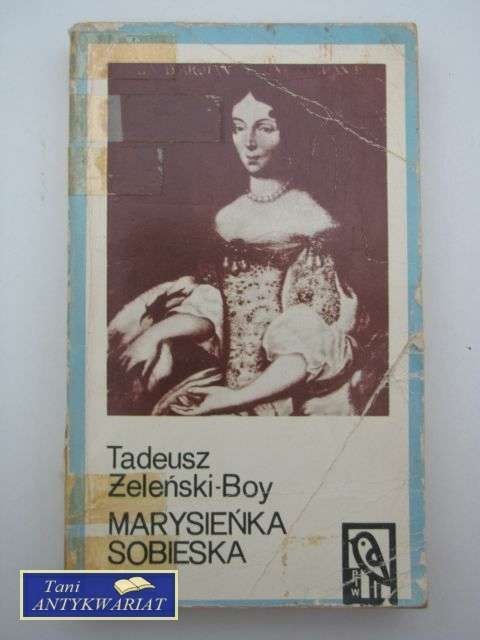 Tadeusz
Żeleński-Boy
MARYSIEŃKA
SOBIESKA
PIW
Tani
ANTYKWARIAT